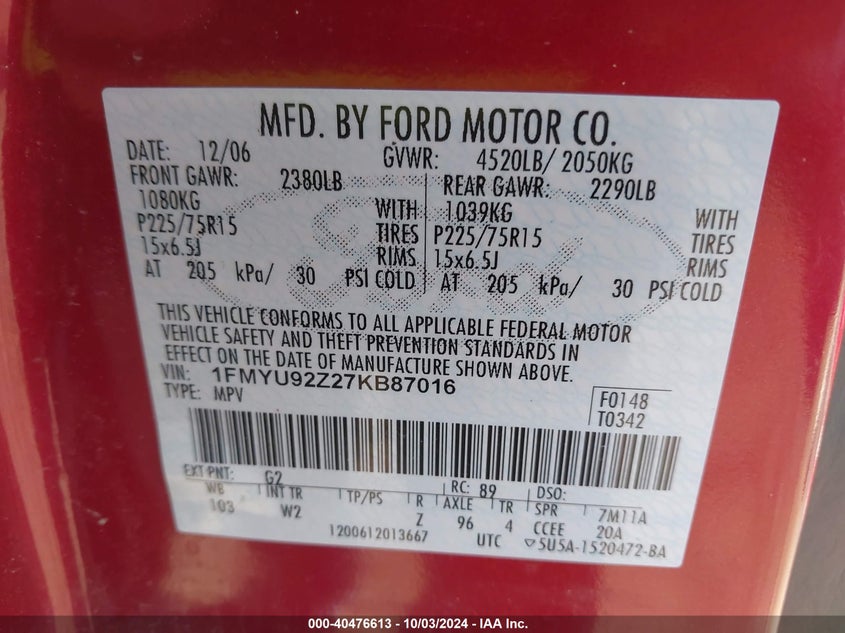 MFD. BY FORD MOTOR CO.
DATE: 12/06 GVWR: 4520LB/ 2050KG
FRONT GAWR: 2380LB REAR GAWR: 2290LB
1080KG WITH 1039KG WITH
P225/75R15 TIRES P225/75R15 TIRES
15x6.5J RIMS 15x6.5J RIMS
AT 205 kPa/ 30 PSI COLD AT 205 kPa/ 30 PSI COLD
Ford
THIS VEHICLE CONFORMS TO ALL APPLICABLE FEDERAL MOTOR
VEHICLE SAFETY AND THEFT PREVENTION STANDARDS IN
EFFECT ON THE DATE OF MANUFACTURE SHOWN ABOVE.
VIN: 1FMYU92Z27KB87016
TYPE: MPV
F0148
T0342
EXT PNT: G2 RC: 89 DSO:
WB INT TR TP/PS R AXLE TR SPR 7M11A
103 W2 Z 96 4 CCEE 20A
1200612013667 UTC ▽5U5A-1520472-BA
000-40476613 - 10/03/2024 - IAA Inc.